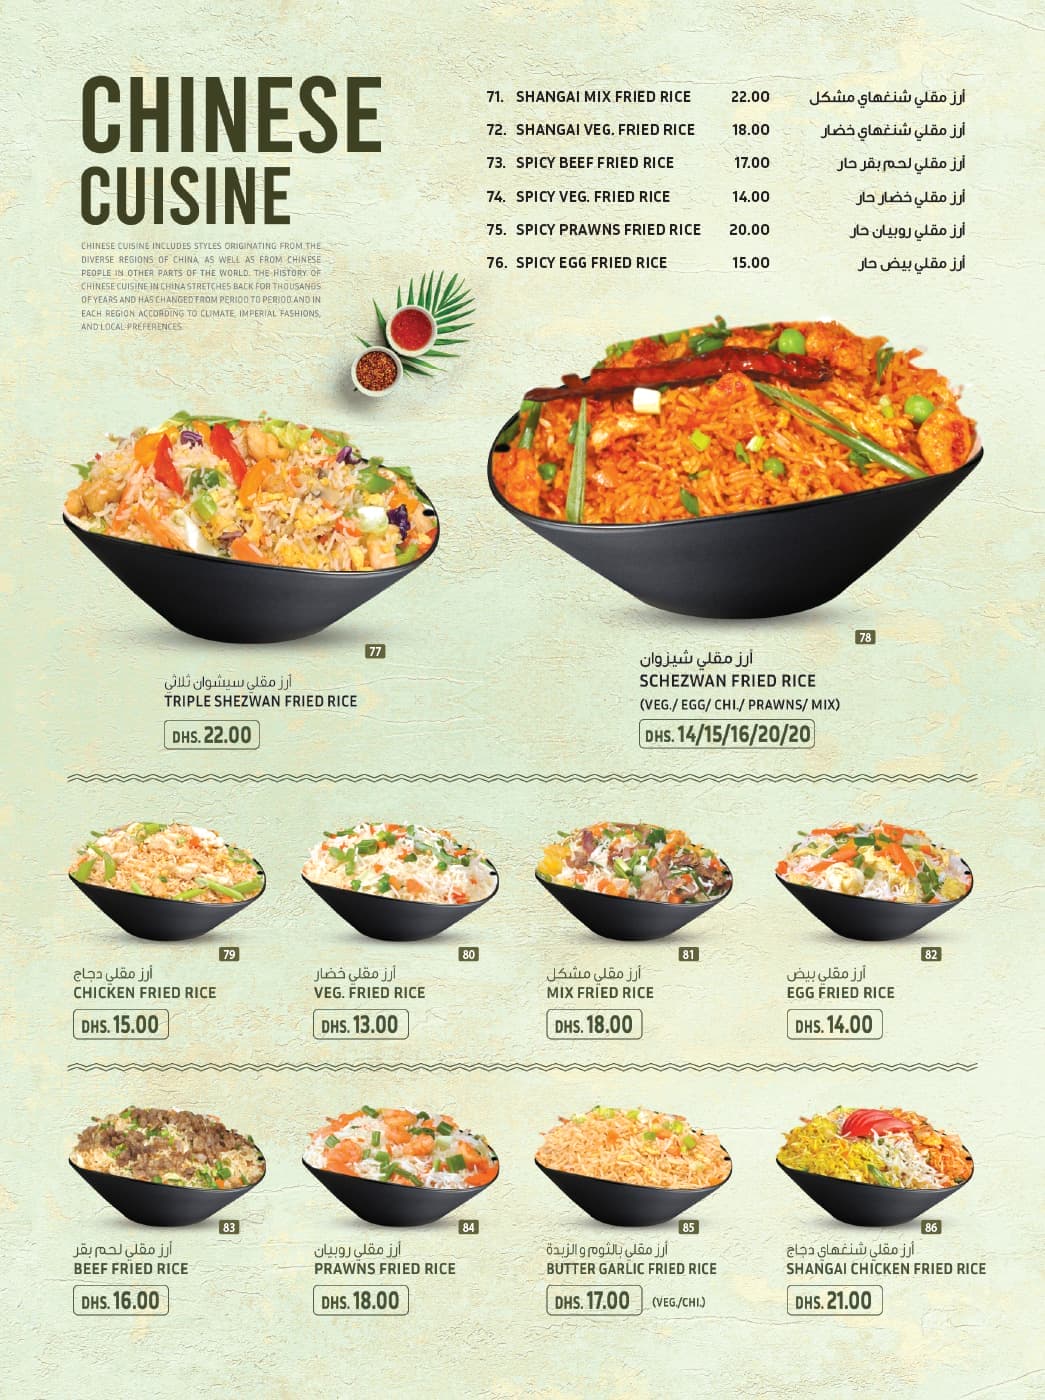 CHINESE
CUISINE
CHINESE CUISINE INCLUDES STYLES ORIGINATING FROM THE
DIVERSE REGIONS OF CHINA, AS WELL AS FROM CHINESE
PEOPLE IN OTHER PARTS OF THE WORLD. THE HISTORY OF
CHINESE CUISINE IN CHINA STRETCHES BACK FOR THOUSANDS
OF YEARS AND HAS CHANGED FROM PERIOD TO PERIOD AND IN
EACH REGION ACCORDING TO CLIMATE, IMPERIAL FASHIONS,
AND LOCAL PREFERENCES.
71. SHANGAI MIX FRIED RICE 22.00 أرز مقلي شنغهاي مشكل
72. SHANGAI VEG. FRIED RICE 18.00 أرز مقلي شنغهاي خضار
73. SPICY BEEF FRIED RICE 17.00 أرز مقلي لحم بقر حار
74. SPICY VEG. FRIED RICE 14.00 أرز مقلي خضار حار
75. SPICY PRAWNS FRIED RICE 20.00 أرز مقلي روبيان حار
76. SPICY EGG FRIED RICE 15.00 أرز مقلي بيض حار
77
أرز مقلي سيشوان ثلاثي
TRIPLE SHEZWAN FRIED RICE
DHS. 22.00
78
أرز مقلي شيزوان
SCHEZWAN FRIED RICE
(VEG./ EGG/ CHI./ PRAWNS/ MIX)
DHS. 14/15/16/20/20
79
أرز مقلي دجاج
CHICKEN FRIED RICE
DHS. 15.00
80
أرز مقلي خضار
VEG. FRIED RICE
DHS. 13.00
81
أرز مقلي مشكل
MIX FRIED RICE
DHS. 18.00
82
أرز مقلي بيض
EGG FRIED RICE
DHS. 14.00
83
أرز مقلي لحم بقر
BEEF FRIED RICE
DHS. 16.00
84
أرز مقلي روبيان
PRAWNS FRIED RICE
DHS. 18.00
85
أرز مقلي بالثوم و الزبدة
BUTTER GARLIC FRIED RICE
DHS. 17.00 (VEG./CHI.)
86
أرز مقلي شنغهاي دجاج
SHANGAI CHICKEN FRIED RICE
DHS. 21.00